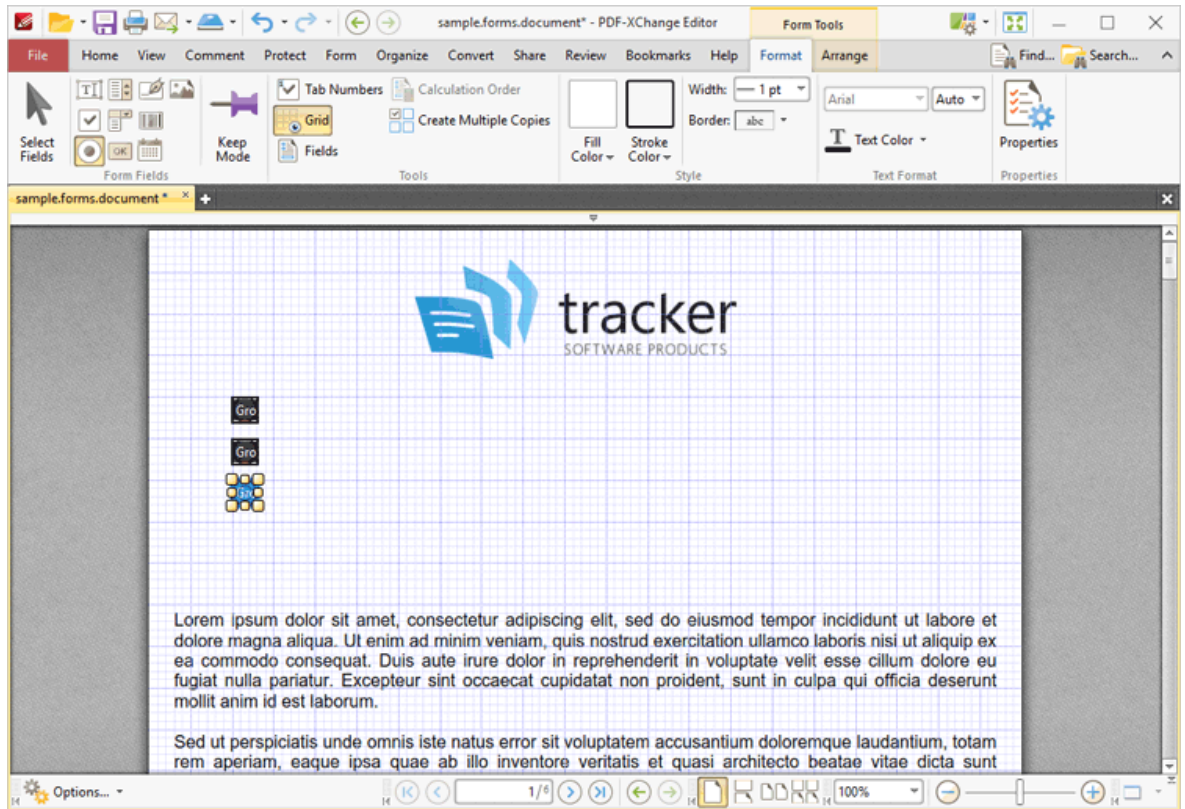 sample.forms.document* - PDF-XChange Editor
Form Tools
File Home View Comment Protect Form Organize Convert Share Review Bookmarks Help Format Arrange Find... Search...
Select Fields
OK
Form Fields
Keep Mode
Tab Numbers
Grid
Fields
Calculation Order
Create Multiple Copies
Tools
Fill Color
Stroke Color
Width: 1 pt
Border: abc
Style
Arial Auto
Text Color
Text Format
Properties
Properties
sample.forms.document *
tracker
SOFTWARE PRODUCTS
Gro
Gro
Lorem ipsum dolor sit amet, consectetur adipiscing elit, sed do eiusmod tempor incididunt ut labore et
dolore magna aliqua. Ut enim ad minim veniam, quis nostrud exercitation ullamco laboris nisi ut aliquip ex
ea commodo consequat. Duis aute irure dolor in reprehenderit in voluptate velit esse cillum dolore eu
fugiat nulla pariatur. Excepteur sint occaecat cupidatat non proident, sunt in culpa qui officia deserunt
mollit anim id est laborum.
Sed ut perspiciatis unde omnis iste natus error sit voluptatem accusantium doloremque laudantium, totam
rem aperiam, eaque ipsa quae ab illo inventore veritatis et quasi architecto beatae vitae dicta sunt
Options... 1/6 100%